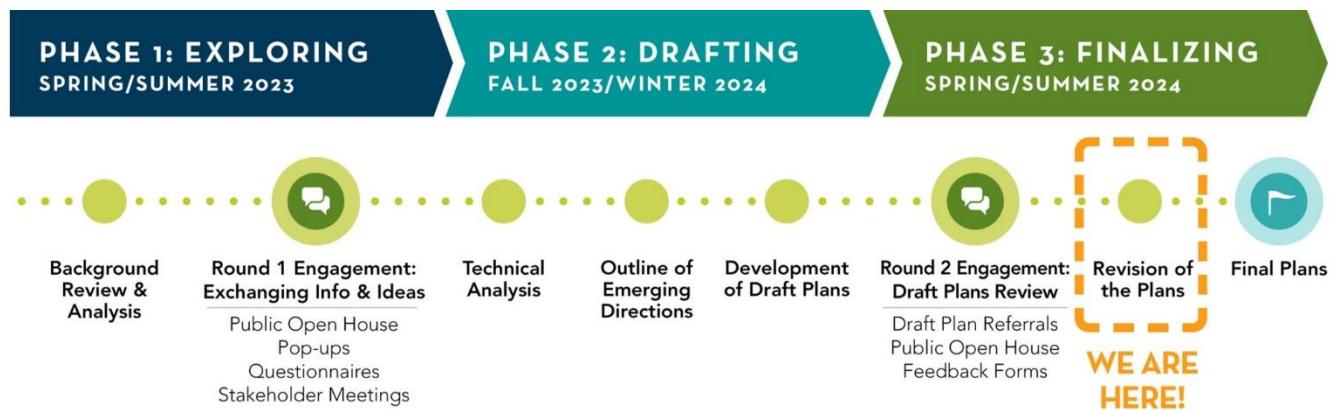 PHASE 1: EXPLORING
SPRING/SUMMER 2023
PHASE 2: DRAFTING
FALL 2023/WINTER 2024
PHASE 3: FINALIZING
SPRING/SUMMER 2024
Background
Review &
Analysis
Round 1 Engagement:
Exchanging Info & Ideas
Public Open House
Pop-ups
Questionnaires
Stakeholder Meetings
Technical
Analysis
Outline of
Emerging
Directions
Development
of Draft Plans
Round 2 Engagement:
Draft Plans Review
Draft Plan Referrals
Public Open House
Feedback Forms
Revision of
the Plans
WE ARE
HERE!
Final Plans